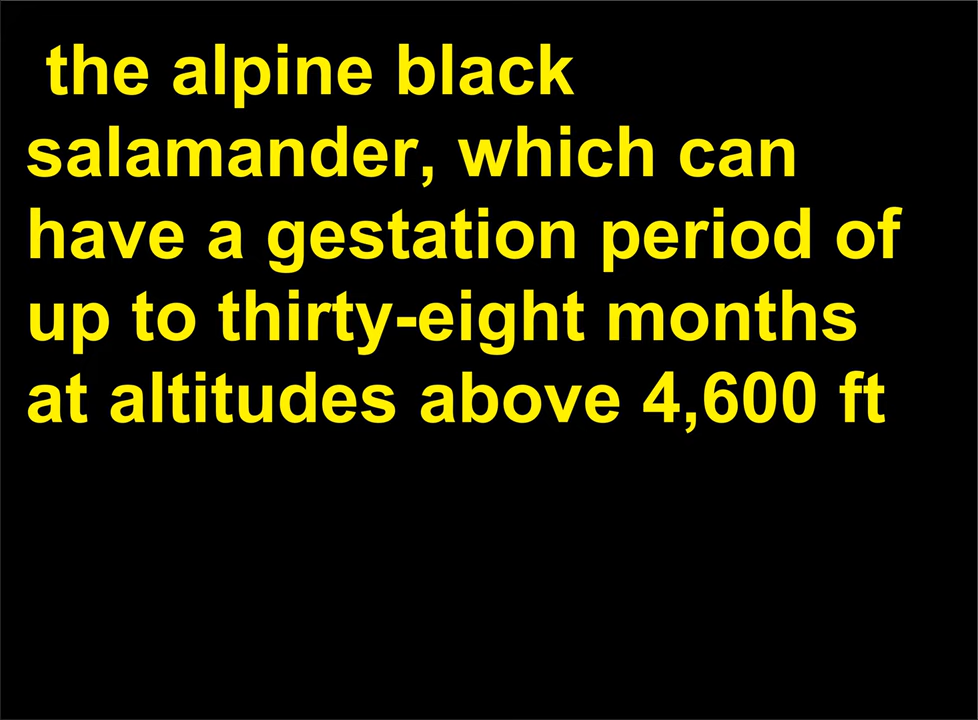 the alpine black
salamander, which can
have a gestation period of
up to thirty-eight months
at altitudes above 4,600 ft